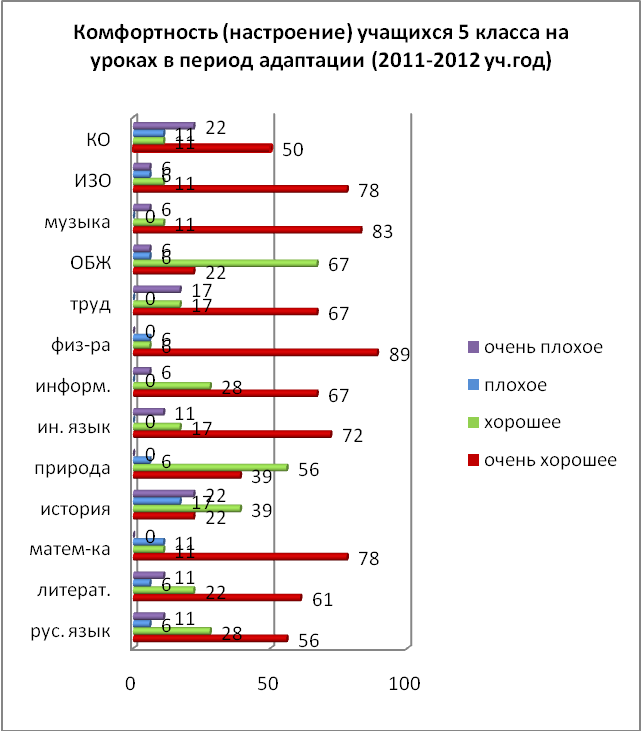 Комфортность (настроение) учащихся 5 класса на
уроках в период адаптации (2011-2012 уч.год)
КО
22
11
11
50
ИЗО
6
6
11
78
музыка
6
0
11
83
ОБЖ
6
6
67
22
труд
17
0
17
67
физ-ра
0
6
6
89
информ.
6
0
28
67
ин. язык
11
0
17
72
природа
0
6
56
39
история
22
17
39
22
матем-ка
0
11
11
78
литерат.
11
6
22
61
рус. язык
11
6
28
56
0 50 100
очень плохое
плохое
хорошее
очень хорошее